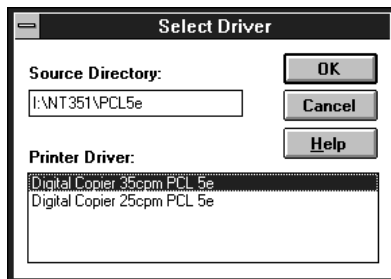 Select Driver
Source Directory:
I:\NT351\PCL5e
OK
Cancel
Help
Printer Driver:
Digital Copier 35cpm PCL 5e
Digital Copier 25cpm PCL 5e